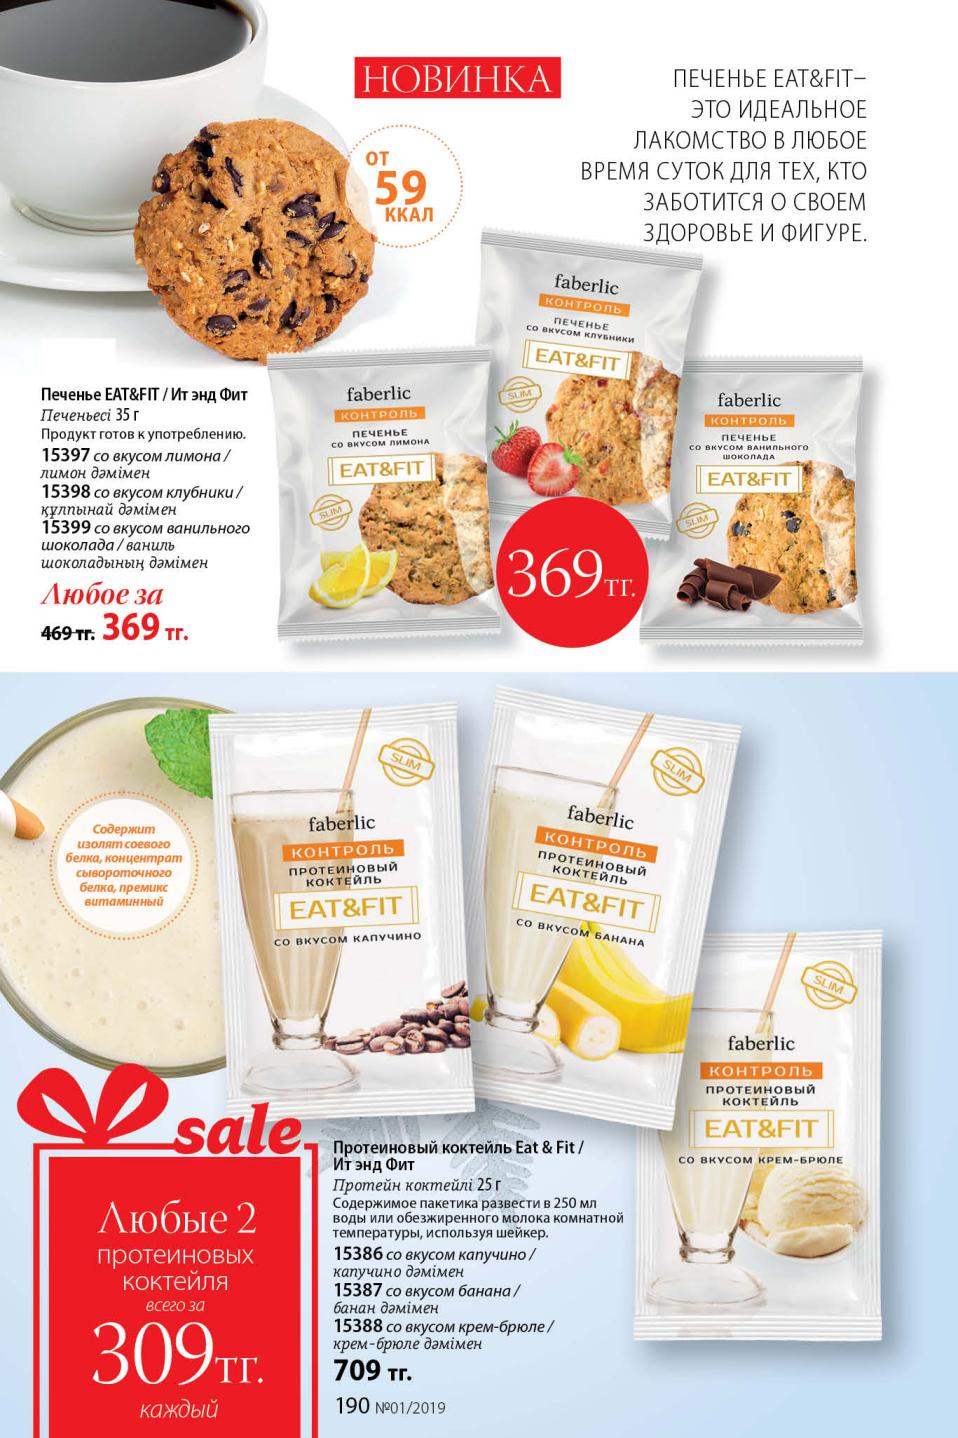 НОВИНКА
ПЕЧЕНЬЕ EAT&FIT–
ЭТО ИДЕАЛЬНОЕ
ЛАКОМСТВО В ЛЮБОЕ
ВРЕМЯ СУТОК ДЛЯ ТЕХ, КТО
ЗАБОТИТСЯ О СВОЕМ
ЗДОРОВЬЕ И ФИГУРЕ.
ОТ
59
ККАЛ
faberlic
КОНТРОЛЬ
ПЕЧЕНЬЕ
СО ВКУСОМ КЛУБНИКИ
EAT&FIT
SLIM
faberlic
КОНТРОЛЬ
ПЕЧЕНЬЕ
СО ВКУСОМ ЛИМОНА
EAT&FIT
SLIM
faberlic
КОНТРОЛЬ
ПЕЧЕНЬЕ
СО ВКУСОМ ВАНИЛЬНОГО
ШОКОЛАДА
EAT&FIT
SLIM
369ТГ.
Печенье EAT&FIT / Ит энд Фит
Печеньесі 35 г
Продукт готов к употреблению.
15397 со вкусом лимона /
лимон дәмімен
15398 со вкусом клубники /
құлпынай дәмімен
15399 со вкусом ванильного
шоколада / ваниль
шоколадының дәмімен
Любое за
469 тг. 369 тг.
Содержит
изолят соевого
белка, концентрат
сывороточного
белка, премикс
витаминный
SLIM
faberlic
КОНТРОЛЬ
ПРОТЕИНОВЫЙ
КОКТЕЙЛЬ
EAT&FIT
СО ВКУСОМ КАПУЧИНО
SLIM
faberlic
КОНТРОЛЬ
ПРОТЕИНОВЫЙ
КОКТЕЙЛЬ
EAT&FIT
СО ВКУСОМ БАНАНА
SLIM
faberlic
КОНТРОЛЬ
ПРОТЕИНОВЫЙ
КОКТЕЙЛЬ
EAT&FIT
СО ВКУСОМ КРЕМ-БРЮЛЕ
sale
Любые 2
протеиновых
коктейля
всего за
309тг.
каждый
Протеиновый коктейль Eat & Fit /
Ит энд Фит
Протеин коктейлі 25 г
Содержимое пакетика развести в 250 мл
воды или обезжиренного молока комнатной
температуры, используя шейкер.
15386 со вкусом капучино /
капучино дәмімен
15387 со вкусом банана /
банан дәмімен
15388 со вкусом крем-брюле /
крем-брюле дәмімен
709 тг.
190 №01/2019